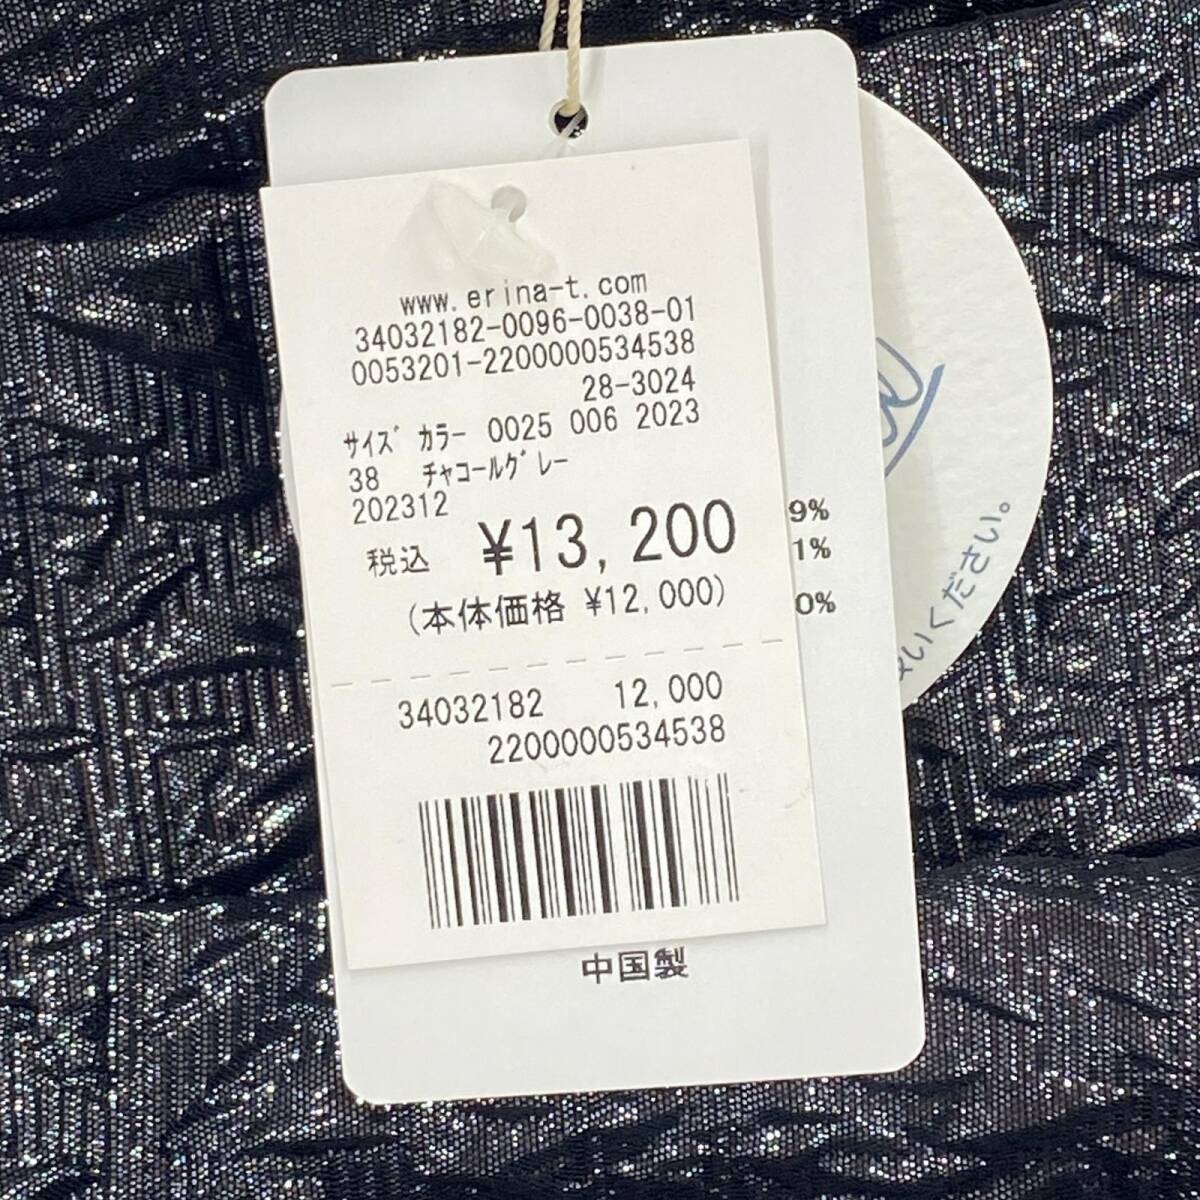 www.erina-t.com
34032182-0096-0038-01
0053201-2200000534538
28-3024
ｻｲｽﾞ ｶﾗｰ 0025 006 2023
38 ﾁｬｺｰﾙｸﾞﾚｰ
202312
税込 ¥13,200
(本体価格 ¥12,000)
34032182 12,000
2200000534538
9%
1%
0%
中国製
いください。